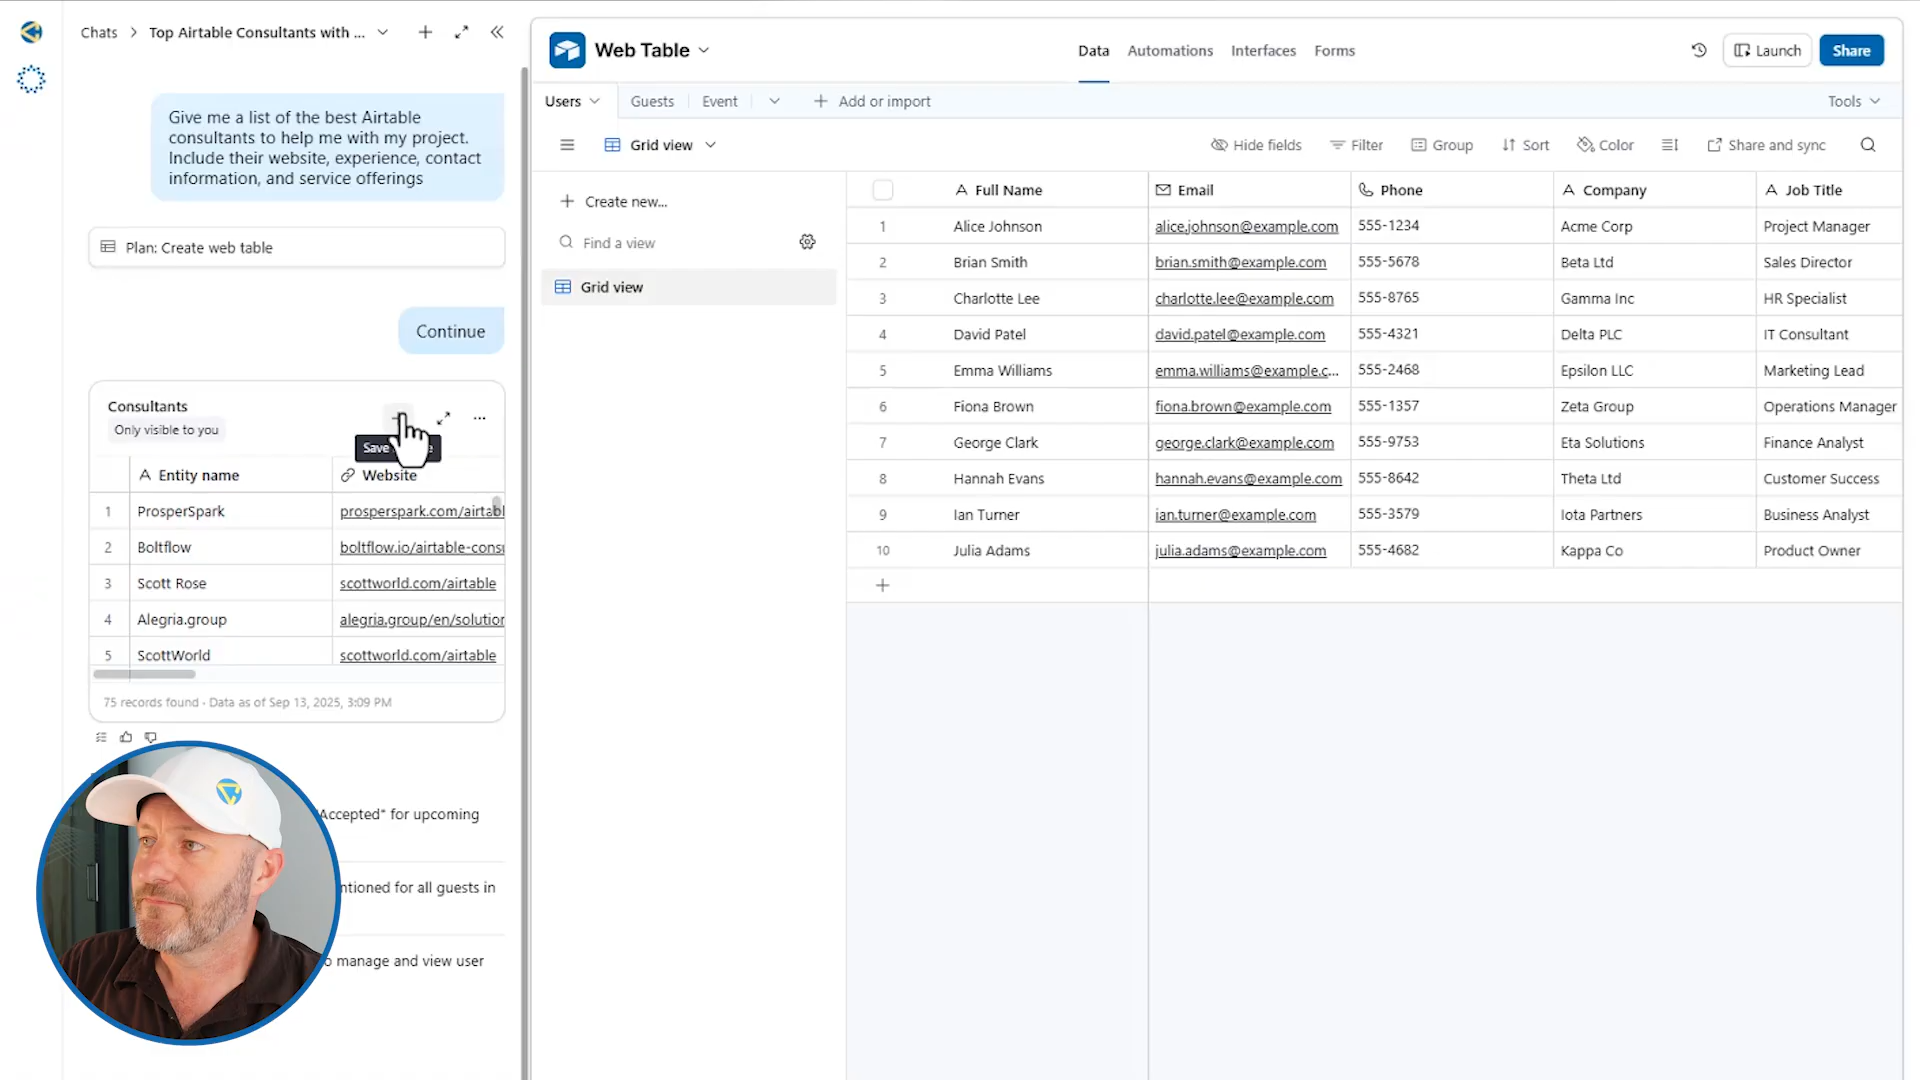 Chats
Top Airtable Consultants with ...
Give me a list of the best Airtable
consultants to help me with my project.
Include their website, experience, contact
information, and service offerings
Plan: Create web table
Continue
Consultants
Only visible to you
Save
Entity name Website
1 ProsperSpark prosperspark.com/airtabl
2 Boltflow boltflow.io/airtable-consu
3 Scott Rose scottworld.com/airtable
4 Alegria.group alegria.group/en/solution
5 ScottWorld scottworld.com/airtable
75 records found · Data as of Sep 13, 2025, 3:09 PM
Accepted" for upcoming
ntioned for all guests in
o manage and view user
Web Table
Data Automations Interfaces Forms
Launch
Share
Users Guests Event + Add or import Tools
Grid view
Hide fields Filter Group Sort Color Share and sync
+ Create new...
Find a view
Grid view
Full Name Email Phone Company Job Title
1 Alice Johnson alice.johnson@example.com 555-1234 Acme Corp Project Manager
2 Brian Smith brian.smith@example.com 555-5678 Beta Ltd Sales Director
3 Charlotte Lee charlotte.lee@example.com 555-8765 Gamma Inc HR Specialist
4 David Patel david.patel@example.com 555-4321 Delta PLC IT Consultant
5 Emma Williams emma.williams@example.c... 555-2468 Epsilon LLC Marketing Lead
6 Fiona Brown fiona.brown@example.com 555-1357 Zeta Group Operations Manager
7 George Clark george.clark@example.com 555-9753 Eta Solutions Finance Analyst
8 Hannah Evans hannah.evans@example.com 555-8642 Theta Ltd Customer Success
9 Ian Turner ian.turner@example.com 555-3579 Iota Partners Business Analyst
10 Julia Adams julia.adams@example.com 555-4682 Kappa Co Product Owner
+